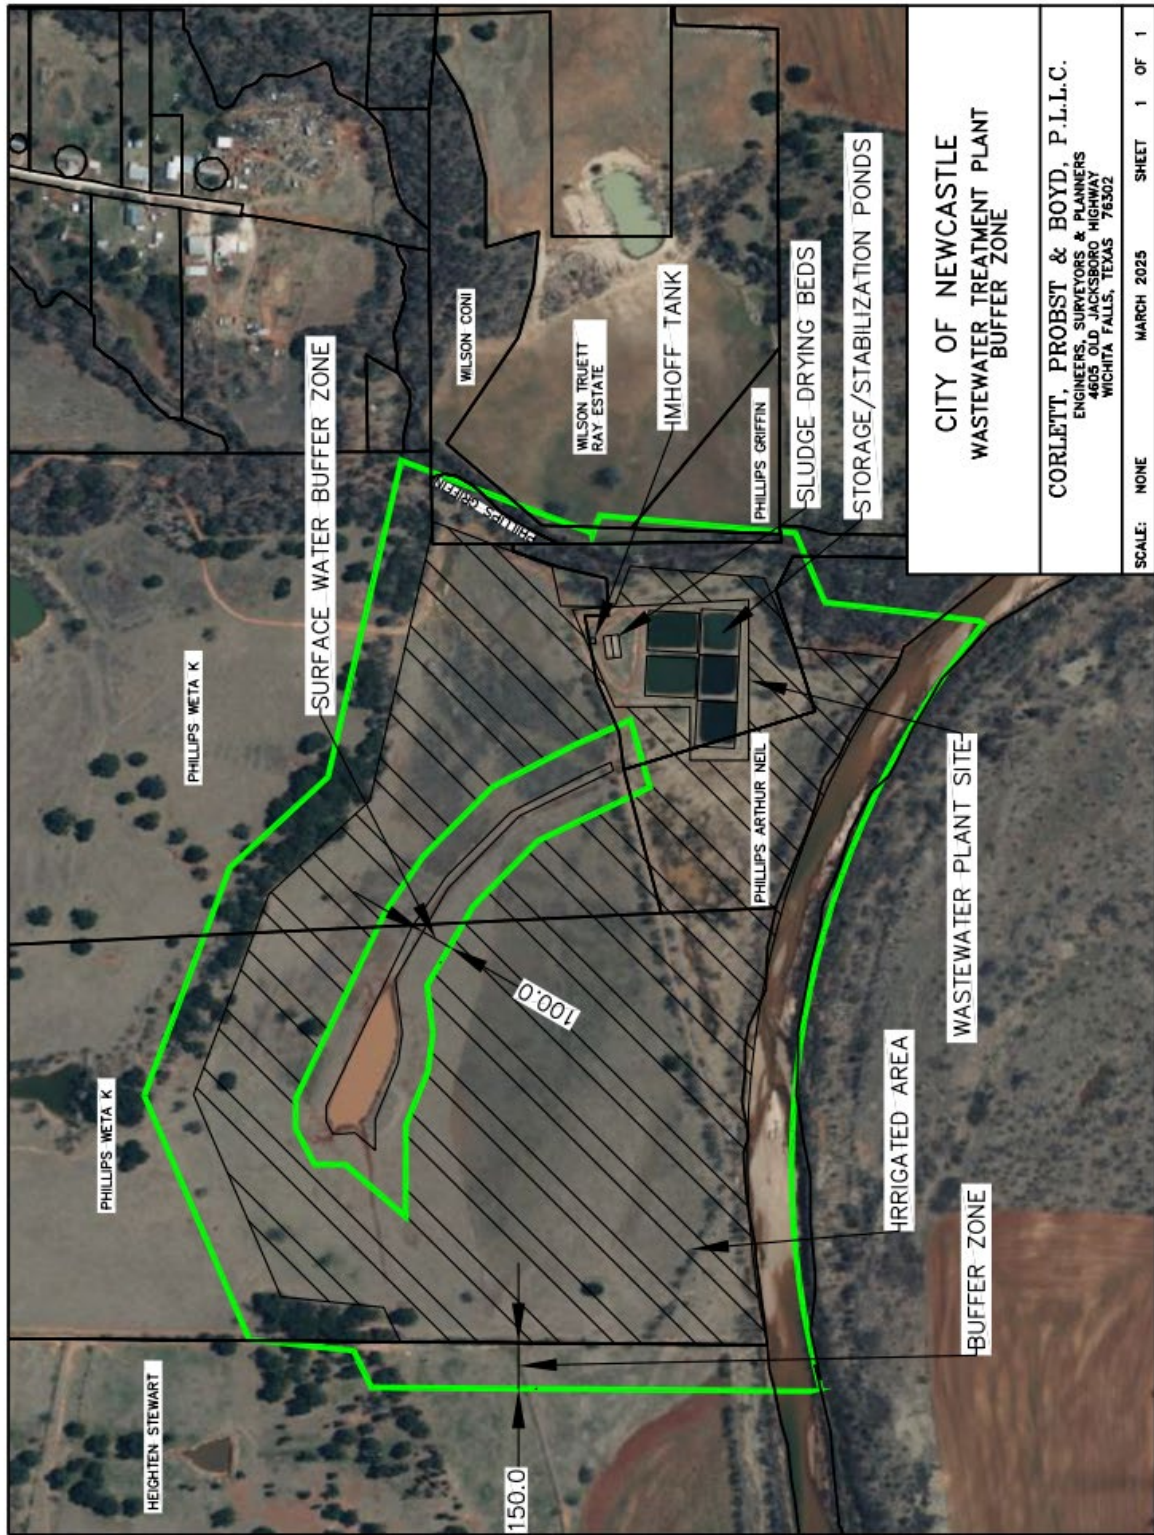 HEIGHTEN STEWART
PHILLIPS WETA K
PHILLIPS WETA K
SURFACE WATER BUFFER ZONE
WILSON CONI
PHILLIPS GRIFFIN
WILSON TRUETT
RAY ESTATE
IMHOFF TANK
PHILLIPS GRIFFIN
SLUDGE DRYING BEDS
STORAGE/STABILIZATION PONDS
150.0
100.0
PHILLIPS ARTHUR NEIL
IRRIGATED AREA
WASTEWATER PLANT SITE
BUFFER ZONE
CITY OF NEWCASTLE
WASTEWATER TREATMENT PLANT
BUFFER ZONE
CORLETT, PROBST & BOYD, P.L.L.C.
ENGINEERS, SURVEYORS & PLANNERS
4605 OLD JACKSBORO HIGHWAY
WICHITA FALLS, TEXAS 76302
SCALE: NONE MARCH 2025 SHEET 1 OF 1